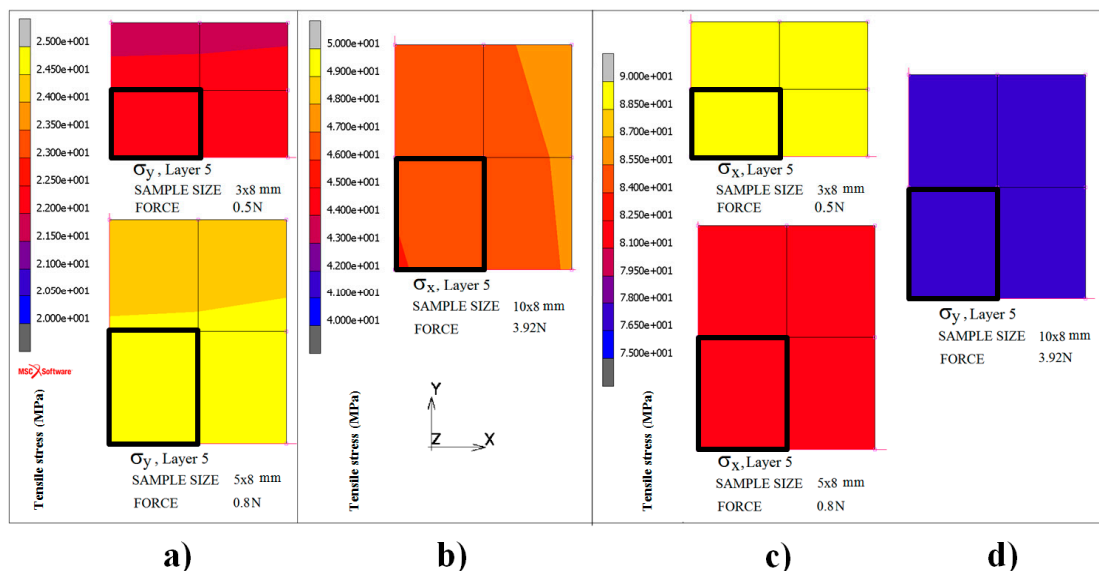 2.500e+001
2.450e+001
2.400e+001
2.350e+001
2.300e+001
2.250e+001
2.200e+001
2.150e+001
2.100e+001
2.050e+001
2.000e+001
MSC Software
Tensile stress (MPa)
σy, Layer 5
SAMPLE SIZE 3x8 mm
FORCE 0.5N
σy, Layer 5
SAMPLE SIZE 5x8 mm
FORCE 0.8N
a)
5.000e+001
4.900e+001
4.800e+001
4.700e+001
4.600e+001
4.500e+001
4.400e+001
4.300e+001
4.200e+001
4.100e+001
4.000e+001
Tensile stress (MPa)
σx, Layer 5
SAMPLE SIZE 10x8 mm
FORCE 3.92N
Y
Z X
b)
9.000e+001
8.850e+001
8.700e+001
8.550e+001
8.400e+001
8.250e+001
8.100e+001
7.950e+001
7.800e+001
7.650e+001
7.500e+001
Tensile stress (MPa)
σx, Layer 5
SAMPLE SIZE 3x8 mm
FORCE 0.5N
σx, Layer 5
SAMPLE SIZE 5x8 mm
FORCE 0.8N
c)
σy, Layer 5
SAMPLE SIZE 10x8 mm
FORCE 3.92N
d)